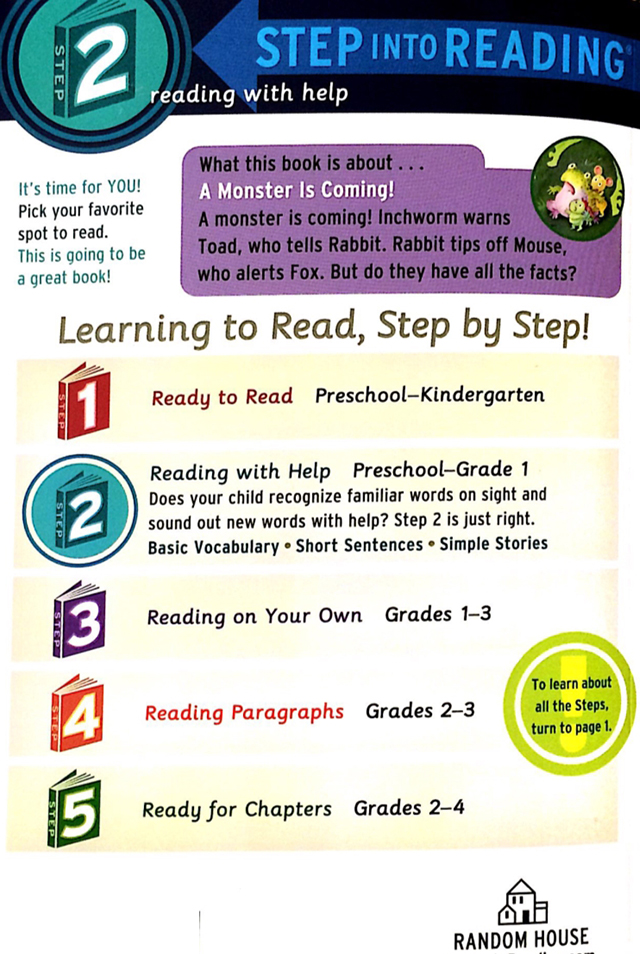 STEP 2
STEP INTO READING®
reading with help
It's time for YOU!
Pick your favorite
spot to read.
This is going to be
a great book!
What this book is about . . .
A Monster Is Coming!
A monster is coming! Inchworm warns
Toad, who tells Rabbit. Rabbit tips off Mouse,
who alerts Fox. But do they have all the facts?
Learning to Read, Step by Step!
STEP 1 Ready to Read Preschool–Kindergarten
STEP 2 Reading with Help Preschool–Grade 1
Does your child recognize familiar words on sight and
sound out new words with help? Step 2 is just right.
Basic Vocabulary • Short Sentences • Simple Stories
STEP 3 Reading on Your Own Grades 1–3
STEP 4 Reading Paragraphs Grades 2–3
To learn about
all the Steps,
turn to page 1.
STEP 5 Ready for Chapters Grades 2–4
RANDOM HOUSE